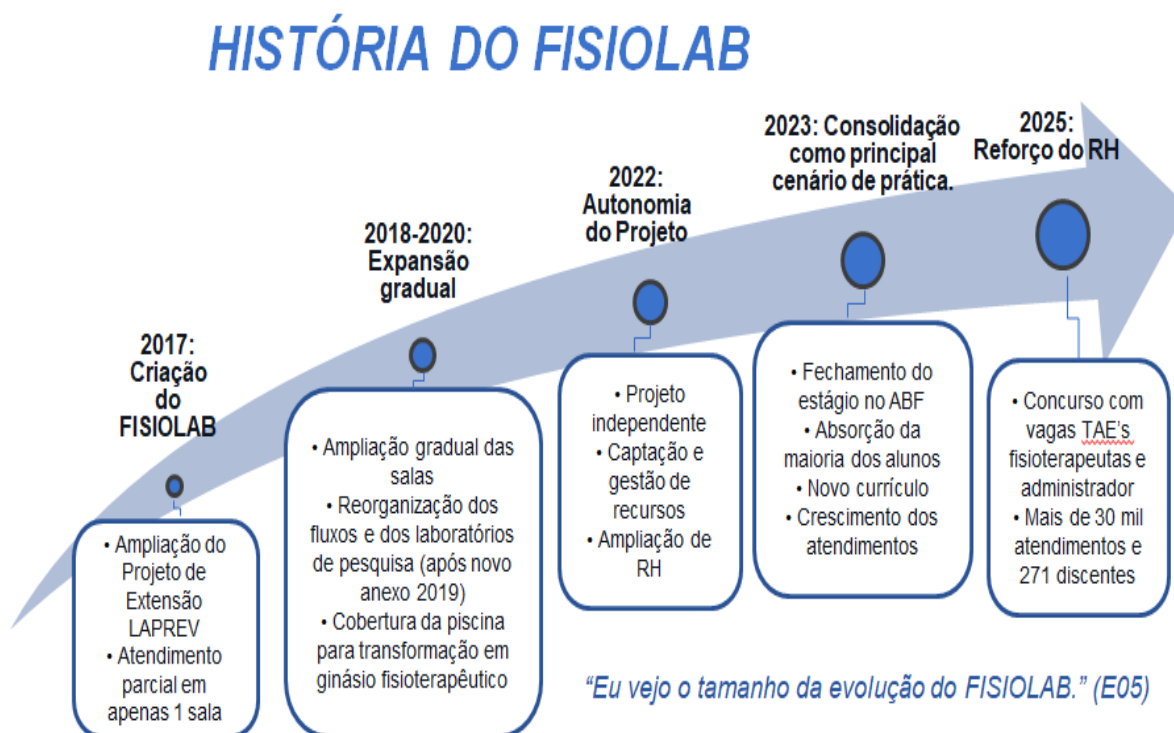 HISTÓRIA DO FISIOLAB
2017:
Criação
do
FISIOLAB
• Ampliação do
Projeto de
Extensão
LAPREV
• Atendimento
parcial em
apenas 1 sala
2018-2020:
Expansão
gradual
• Ampliação gradual das
salas
• Reorganização dos
fluxos e dos laboratórios
de pesquisa (após novo
anexo 2019)
• Cobertura da piscina
para transformação em
ginásio fisioterapêutico
2022:
Autonomia
do Projeto
• Projeto
independente
• Captação e
gestão de
recursos
• Ampliação de
RH
2023: Consolidação
como principal
cenário de prática.
• Fechamento do
estágio no ABF
• Absorção da
maioria dos alunos
• Novo currículo
• Crescimento dos
atendimentos
2025:
Reforço do RH
• Concurso com
vagas TAE's
fisioterapeutas e
administrador
• Mais de 30 mil
atendimentos e
271 discentes
“Eu vejo o tamanho da evolução do FISIOLAB.” (E05)